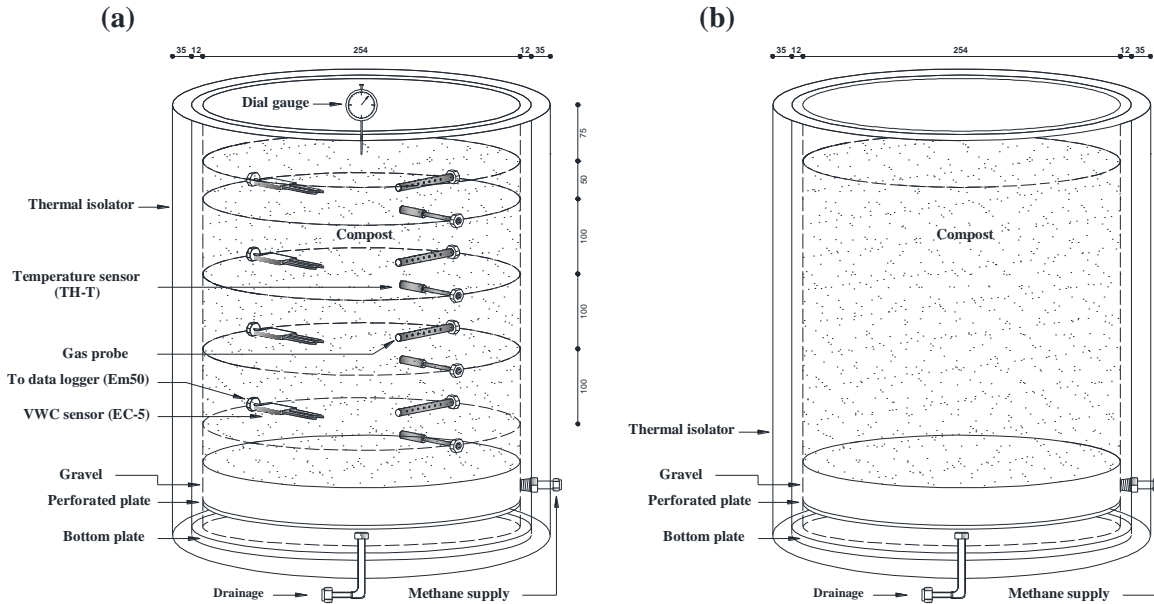 (a)
35 12 254 12 35
Dial gauge
75
50
100
100
100
Thermal isolator
Compost
Temperature sensor
(TH-T)
Gas probe
To data logger (Em50)
VWC sensor (EC-5)
Gravel
Perforated plate
Bottom plate
Drainage
Methane supply
(b)
35 12 254 12 35
Compost
Thermal isolator
Gravel
Perforated plate
Bottom plate
Drainage
Methane supply